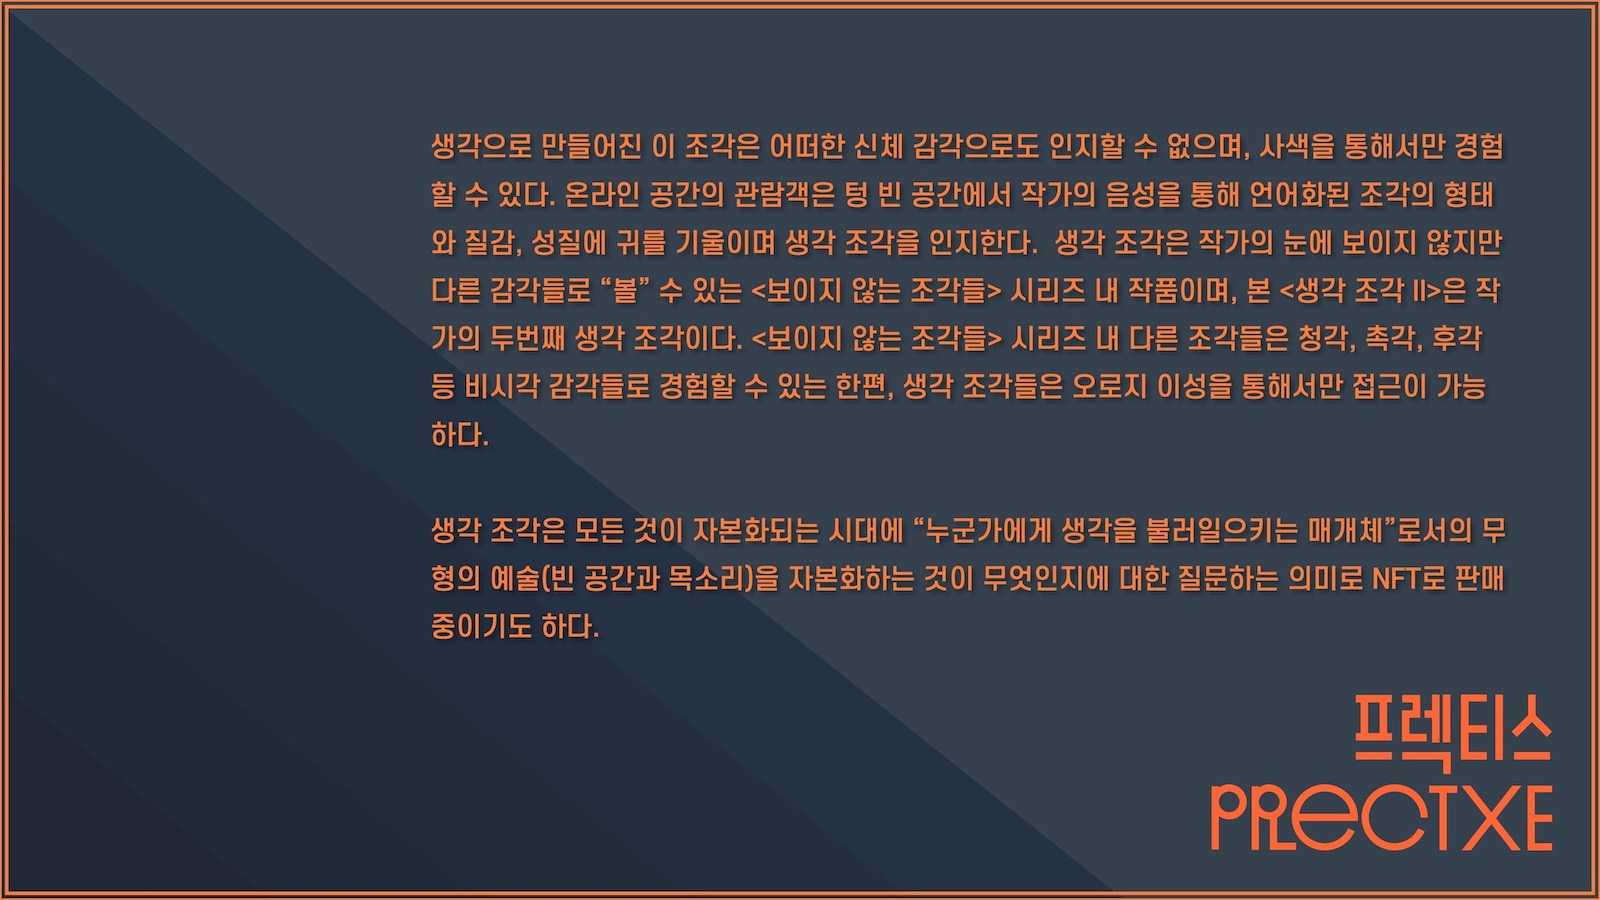 생각으로 만들어진 이 조각은 어떠한 신체 감각으로도 인지할 수 없으며, 사색을 통해서만 경험
할 수 있다. 온라인 공간의 관람객은 텅 빈 공간에서 작가의 음성을 통해 언어화된 조각의 형태
와 질감, 성질에 귀를 기울이며 생각 조각을 인지한다.  생각 조각은 작가의 눈에 보이지 않지만
다른 감각들로 “볼” 수 있는 <보이지 않는 조각들> 시리즈 내 작품이며, 본 <생각 조각 II>은 작
가의 두번째 생각 조각이다. <보이지 않는 조각들> 시리즈 내 다른 조각들은 청각, 촉각, 후각
등 비시각 감각들로 경험할 수 있는 한편, 생각 조각들은 오로지 이성을 통해서만 접근이 가능
하다.
생각 조각은 모든 것이 자본화되는 시대에 “누군가에게 생각을 불러일으키는 매개체”로서의 무
형의 예술(빈 공간과 목소리)을 자본화하는 것이 무엇인지에 대한 질문하는 의미로 NFT로 판매
중이기도 하다.
프렉티스
PRECTXE